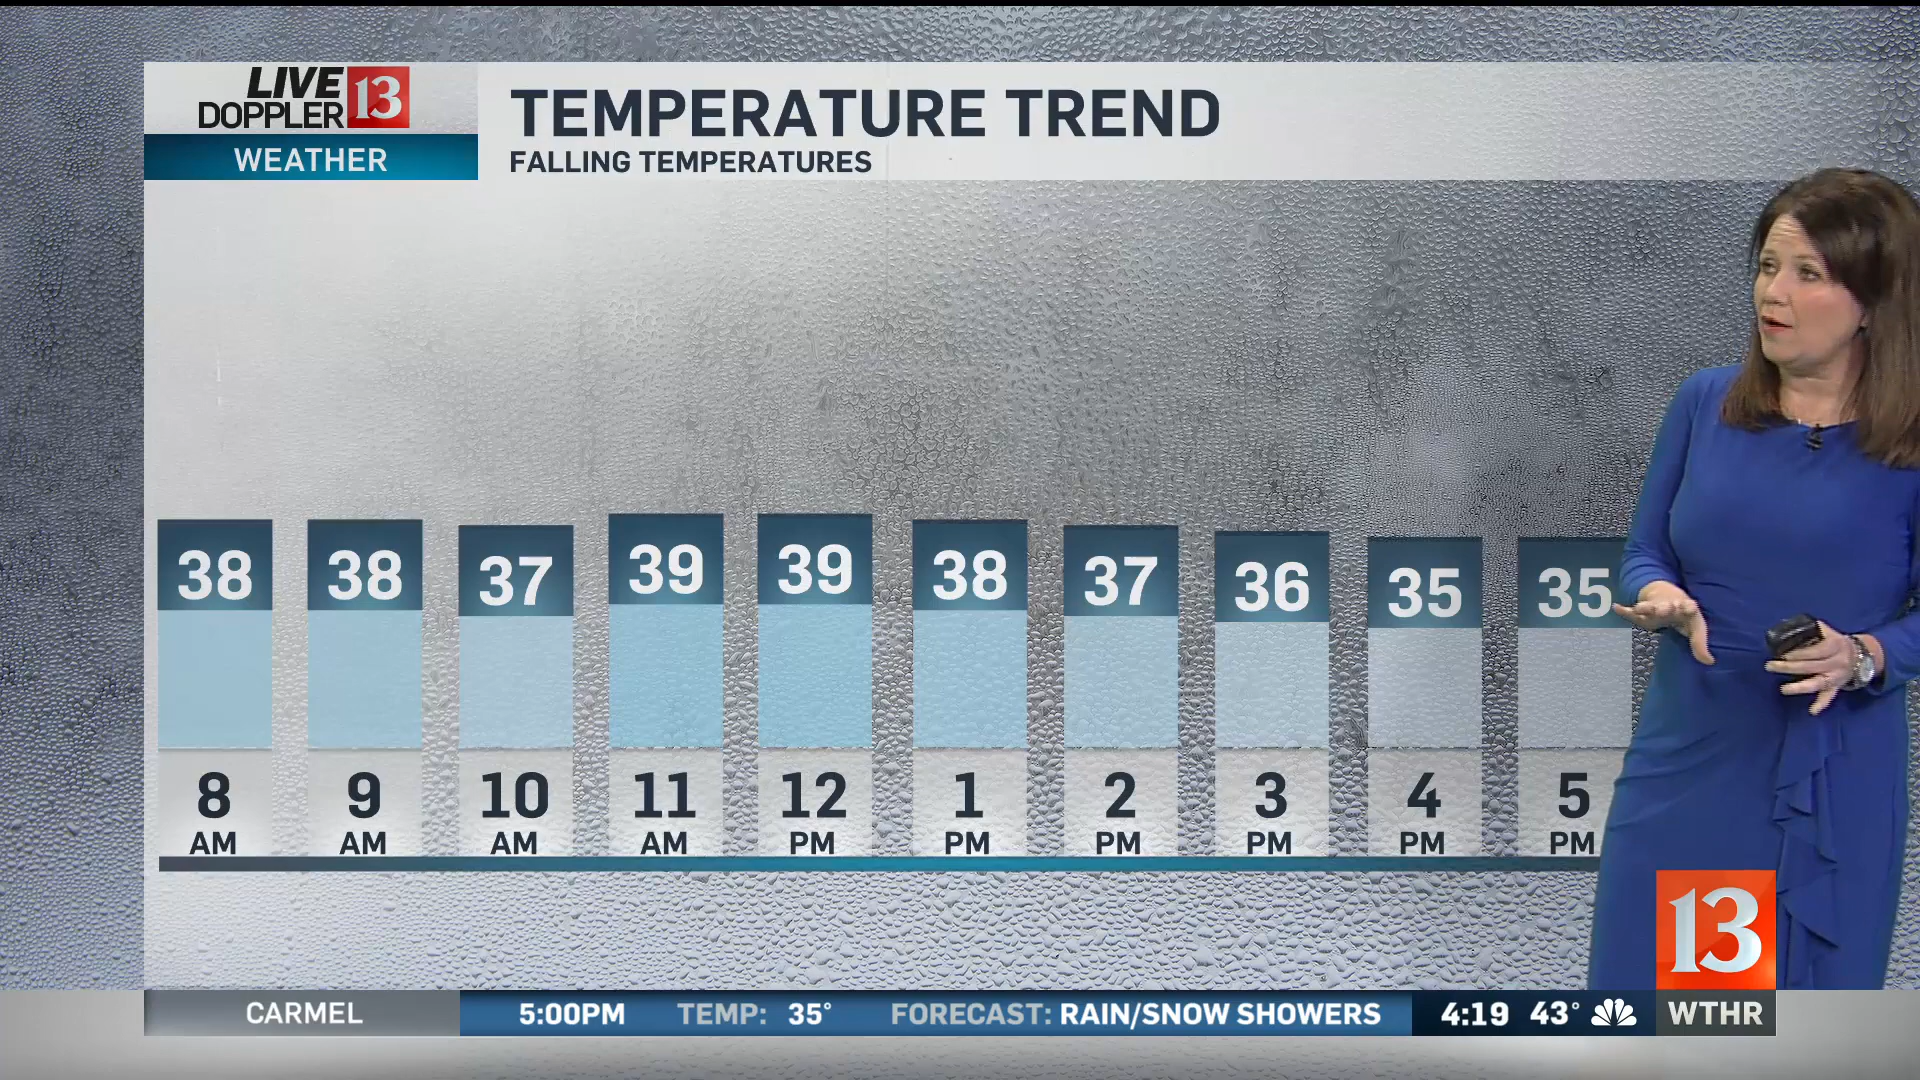 LIVE
DOPPLER 13
WEATHER
TEMPERATURE TREND
FALLING TEMPERATURES
38 38 37 39 39 38 37 36 35 35
8 9 10 11 12 1 2 3 4 5
AM AM AM AM PM PM PM PM PM PM
13
CARMEL 5:00PM TEMP: 35° FORECAST: RAIN/SNOW SHOWERS 4:19 43° WTHR